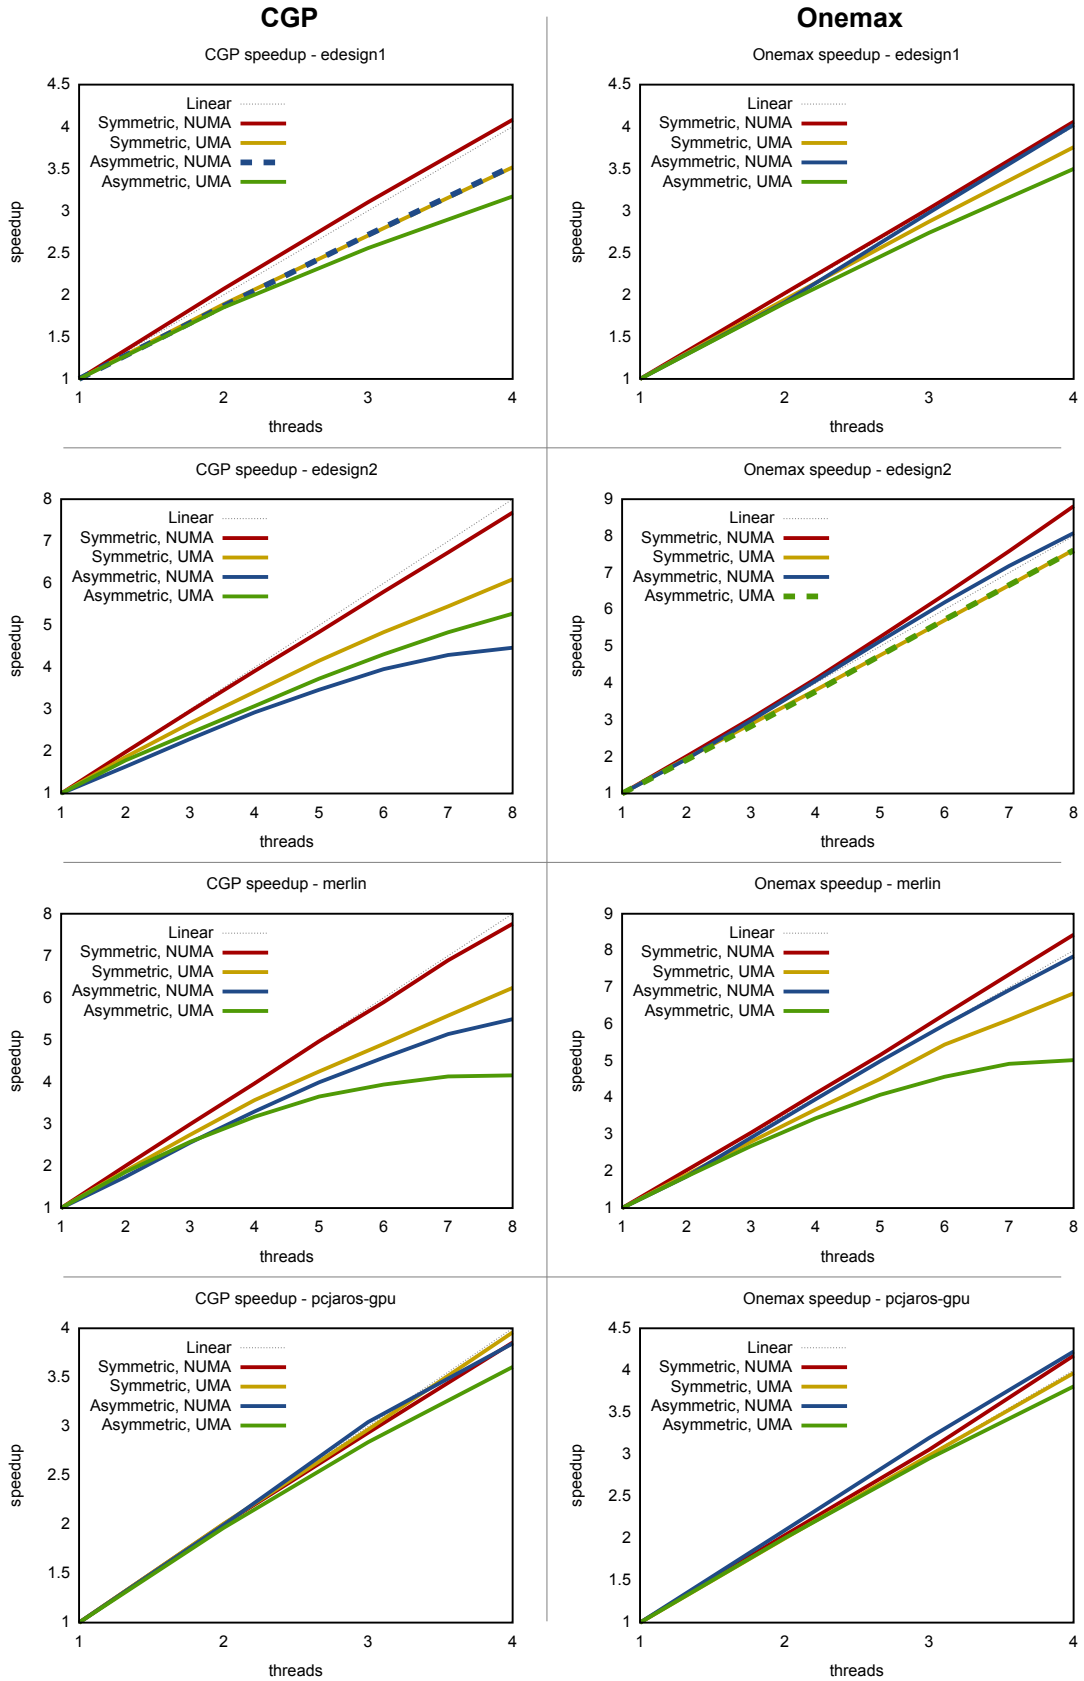 CGP
Onemax
CGP speedup - edesign1
4.5
4
3.5
3
2.5
2
1.5
1
speedup
Linear
Symmetric, NUMA
Symmetric, UMA
Asymmetric, NUMA
Asymmetric, UMA
1 2 3 4
threads
Onemax speedup - edesign1
4.5
4
3.5
3
2.5
2
1.5
1
speedup
Linear
Symmetric, NUMA
Symmetric, UMA
Asymmetric, NUMA
Asymmetric, UMA
1 2 3 4
threads
CGP speedup - edesign2
8
7
6
5
4
3
2
1
speedup
Linear
Symmetric, NUMA
Symmetric, UMA
Asymmetric, NUMA
Asymmetric, UMA
1 2 3 4 5 6 7 8
threads
Onemax speedup - edesign2
9
8
7
6
5
4
3
2
1
speedup
Linear
Symmetric, NUMA
Symmetric, UMA
Asymmetric, NUMA
Asymmetric, UMA
1 2 3 4 5 6 7 8
threads
CGP speedup - merlin
8
7
6
5
4
3
2
1
speedup
Linear
Symmetric, NUMA
Symmetric, UMA
Asymmetric, NUMA
Asymmetric, UMA
1 2 3 4 5 6 7 8
threads
Onemax speedup - merlin
9
8
7
6
5
4
3
2
1
speedup
Linear
Symmetric, NUMA
Symmetric, UMA
Asymmetric, NUMA
Asymmetric, UMA
1 2 3 4 5 6 7 8
threads
CGP speedup - pcjaros-gpu
4
3.5
3
2.5
2
1.5
1
speedup
Linear
Symmetric, NUMA
Symmetric, UMA
Asymmetric, NUMA
Asymmetric, UMA
1 2 3 4
threads
Onemax speedup - pcjaros-gpu
4.5
4
3.5
3
2.5
2
1.5
1
speedup
Linear
Symmetric, NUMA
Symmetric, UMA
Asymmetric, NUMA
Asymmetric, UMA
1 2 3 4
threads